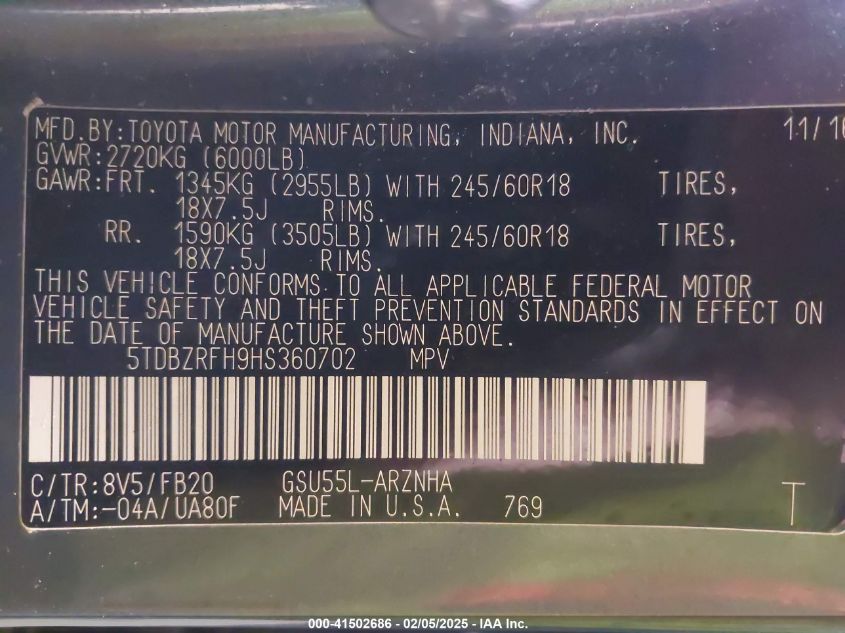 MFD.BY:TOYOTA MOTOR MANUFACTURING, INDIANA, INC. 11/16
GVWR:2720KG (6000LB)
GAWR:FRT. 1345KG (2955LB) WITH 245/60R18 TIRES,
18X7.5J RIMS.
RR. 1590KG (3505LB) WITH 245/60R18 TIRES,
18X7.5J RIMS.
THIS VEHICLE CONFORMS TO ALL APPLICABLE FEDERAL MOTOR
VEHICLE SAFETY AND THEFT PREVENTION STANDARDS IN EFFECT ON
THE DATE OF MANUFACTURE SHOWN ABOVE.
5TDBZRFH9HS360702 MPV
C/TR:8V5/FB20 GSU55L-ARZNHA
A/TM:-04A/UA80F MADE IN U.S.A. 769 T
000-41502686 - 02/05/2025 - IAA Inc.